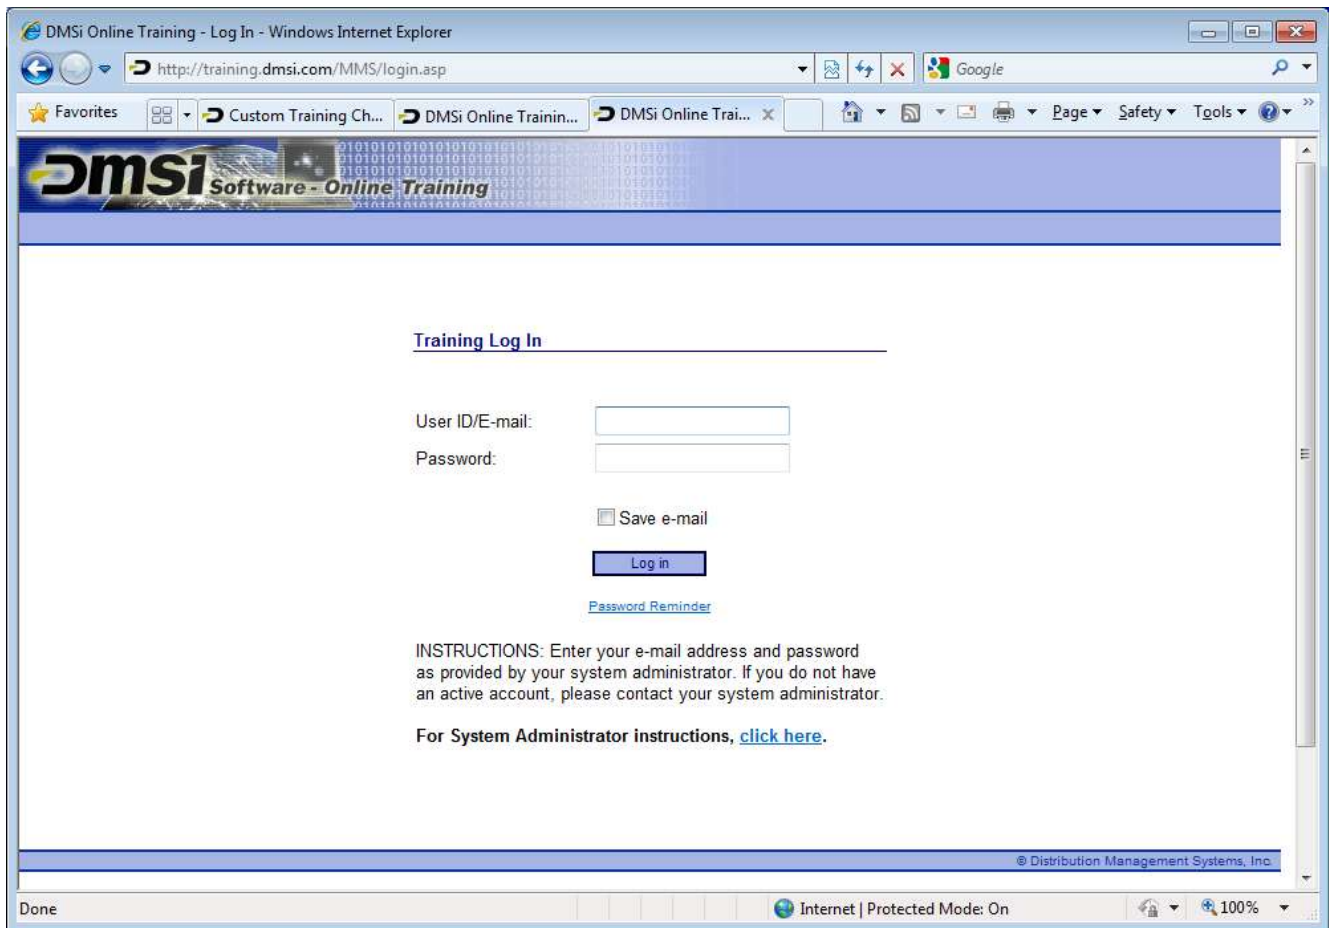 DMSi Online Training - Log In - Windows Internet Explorer
http://training.dmsi.com/MMS/login.asp
Google
Favorites
Custom Training Ch...
DMSi Online Trainin...
DMSi Online Trai...
Page
Safety
Tools
DMSi Software - Online Training
Training Log In
User ID/E-mail:
Password:
Save e-mail
Log in
Password Reminder
INSTRUCTIONS: Enter your e-mail address and password
as provided by your system administrator. If you do not have
an active account, please contact your system administrator.
For System Administrator instructions, click here.
© Distribution Management Systems, Inc.
Done
Internet | Protected Mode: On
100%